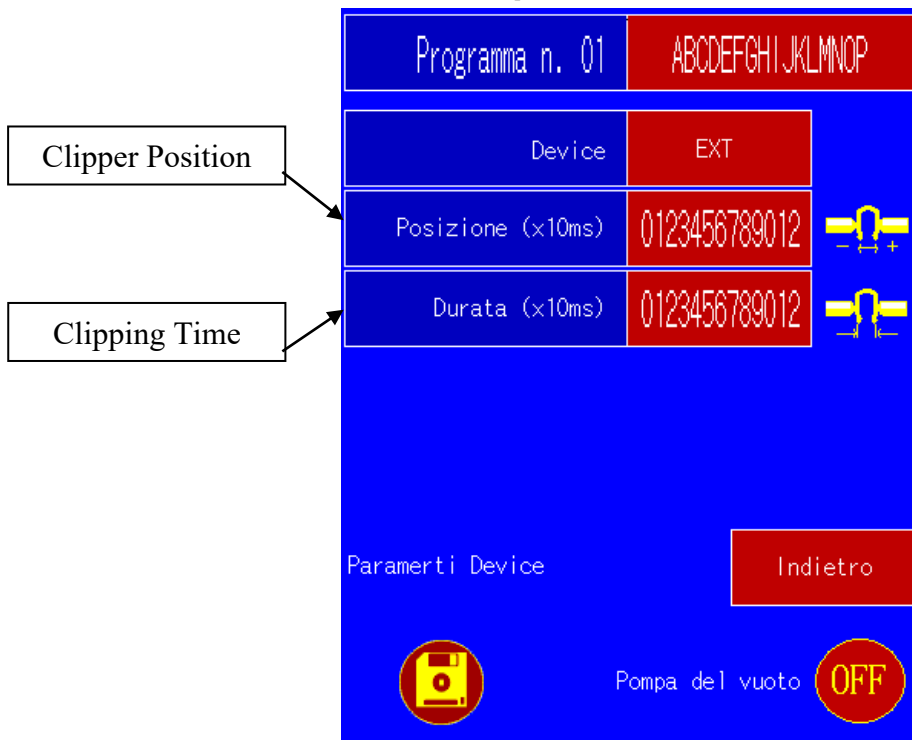 Programma n. 01 ABCDEFGHIJKLMNOP
Device EXT
Clipper Position
Posizione (x10ms) 0123456789012
- +
Durata (x10ms) 0123456789012
Clipping Time
Paramerti Device Indietro
Pompa del vuoto OFF